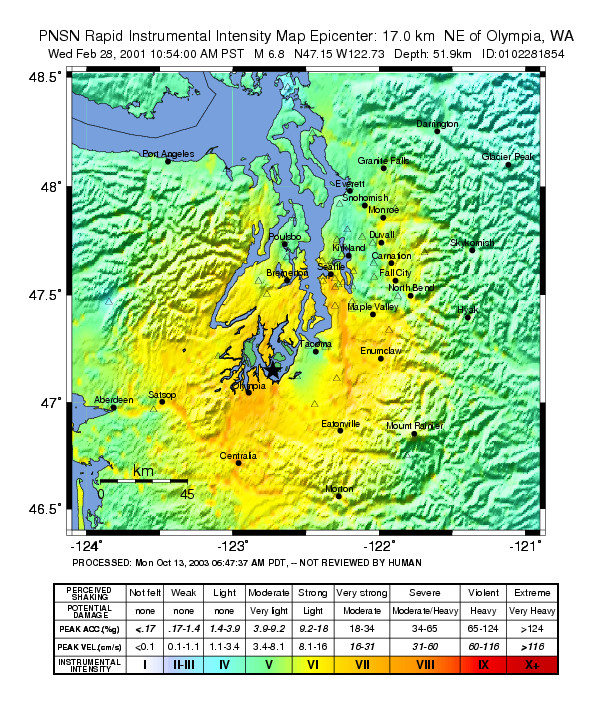 PNSN Rapid Instrumental Intensity Map Epicenter: 17.0 km NE of Olympia, WA
Wed Feb 28, 2001 10:54:00 AM PST M 6.8 N47.15 W122.73 Depth: 51.9km ID:0102281854
48.5°
Darrington
Port Angeles
Glacier Peak
Granite Falls
48°
Everett
Snohomish
Monroe
Poulsbo
Duvall
Kirkland
Skykomish
Carnation
Seattle
Bremerton
Fall City
North Bend
47.5°
Maple Valley
Hyak
Tacoma
Enumclaw
Olympia
Satsop
Aberdeen
47°
Eatonville
Mount Rainier
Centralia
km
0 45
Morton
46.5°
-124° -123° -122° -121°
PROCESSED: Mon Oct 13, 2003 06:47:37 AM PDT, -- NOT REVIEWED BY HUMAN
PERCEIVED SHAKING Not felt Weak Light Moderate Strong Very strong Severe Violent Extreme
POTENTIAL DAMAGE none none none Very light Light Moderate Moderate/Heavy Heavy Very Heavy
PEAK ACC.(%g) <.17 .17-1.4 1.4-3.9 3.9-9.2 9.2-18 18-34 34-65 65-124 >124
PEAK VEL.(cm/s) <0.1 0.1-1.1 1.1-3.4 3.4-8.1 8.1-16 16-31 31-60 60-116 >116
INSTRUMENTAL INTENSITY I II-III IV V VI VII VIII IX X+